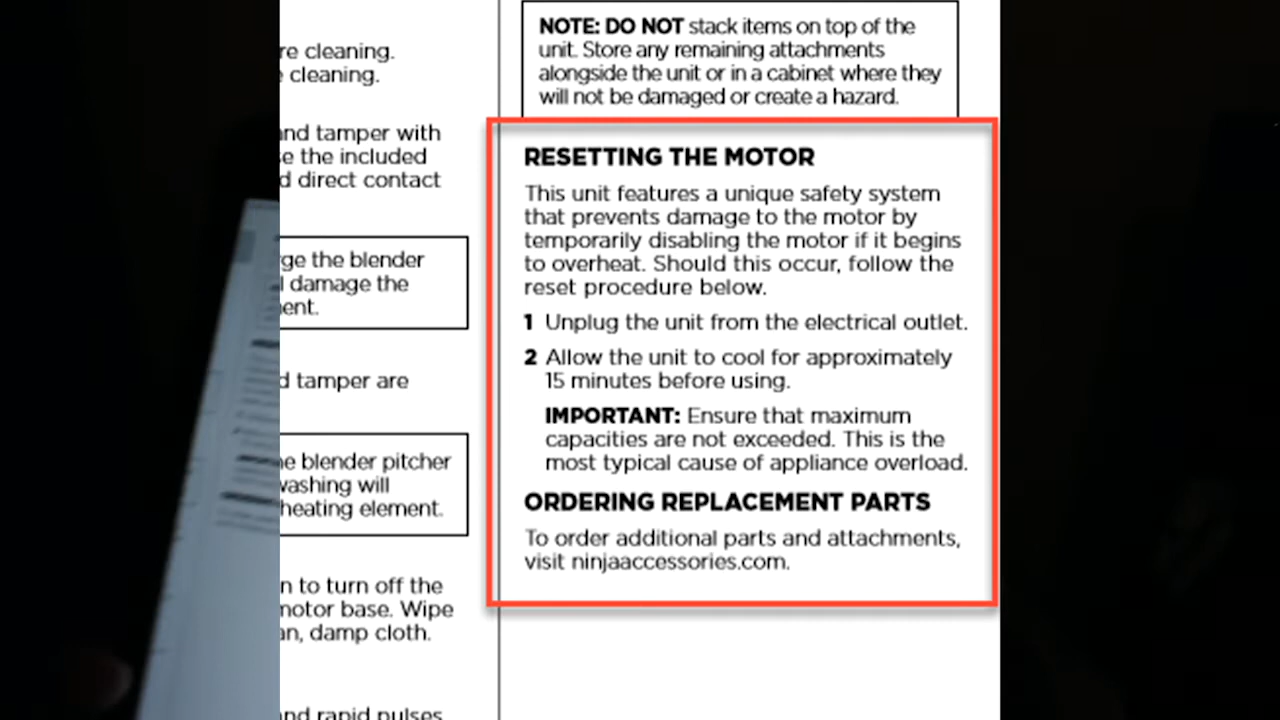 re cleaning.
cleaning.
nd tamper with
e the included
d direct contact
ge the blender
damage the
ent.
d tamper are
e blender pitcher
washing will
heating element.
n to turn off the
motor base. Wipe
an, damp cloth.
nd rapid pulses
NOTE: DO NOT stack items on top of the
unit. Store any remaining attachments
alongside the unit or in a cabinet where they
will not be damaged or create a hazard.
RESETTING THE MOTOR
This unit features a unique safety system
that prevents damage to the motor by
temporarily disabling the motor if it begins
to overheat. Should this occur, follow the
reset procedure below.
1 Unplug the unit from the electrical outlet.
2 Allow the unit to cool for approximately
15 minutes before using.
IMPORTANT: Ensure that maximum
capacities are not exceeded. This is the
most typical cause of appliance overload.
ORDERING REPLACEMENT PARTS
To order additional parts and attachments,
visit ninjaaccessories.com.